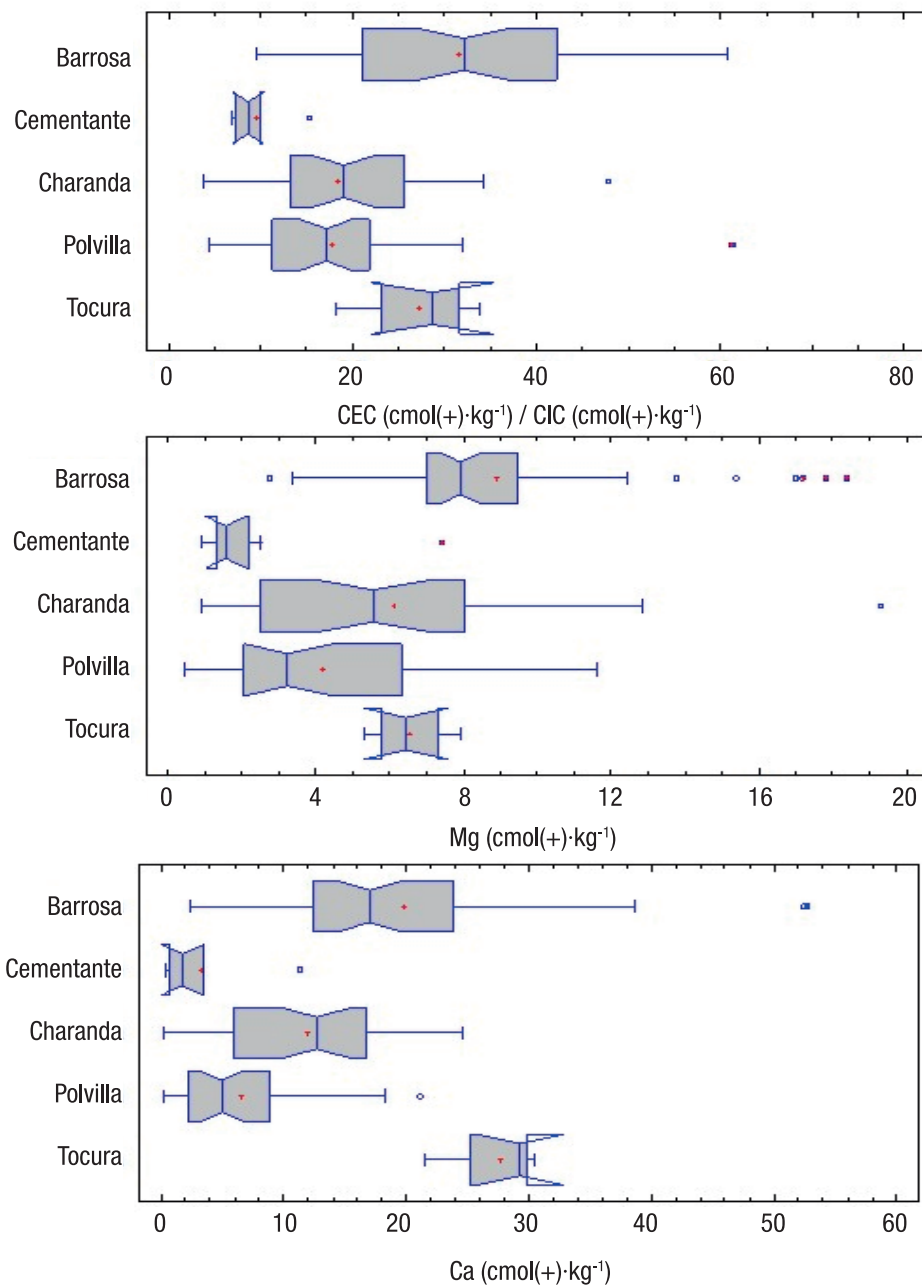 Barrosa
Cementante
Charanda
Polvilla
Tocura
0 20 40 60 80
CEC (cmol(+)·kg⁻¹) / CIC (cmol(+)·kg⁻¹)
Barrosa
Cementante
Charanda
Polvilla
Tocura
0 4 8 12 16 20
Mg (cmol(+)·kg⁻¹)
Barrosa
Cementante
Charanda
Polvilla
Tocura
0 10 20 30 40 50 60
Ca (cmol(+)·kg⁻¹)